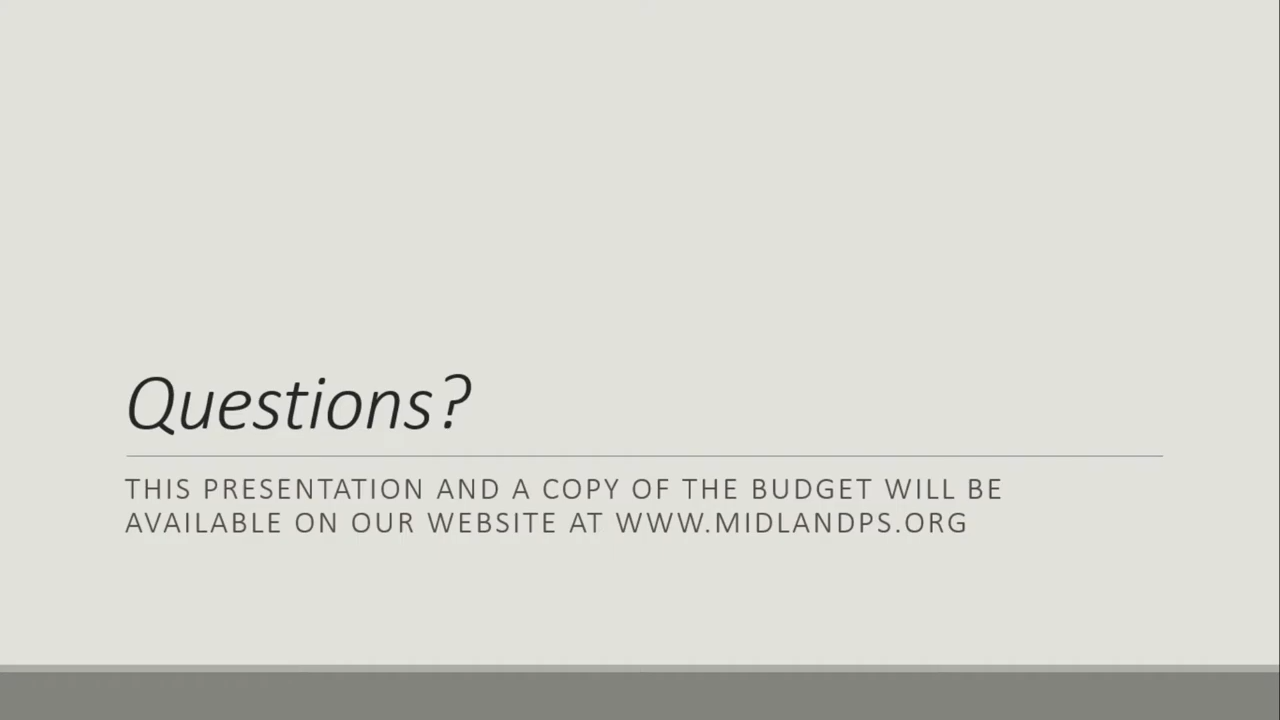 Questions?
THIS PRESENTATION AND A COPY OF THE BUDGET WILL BE
AVAILABLE ON OUR WEBSITE AT WWW.MIDLANDPS.ORG